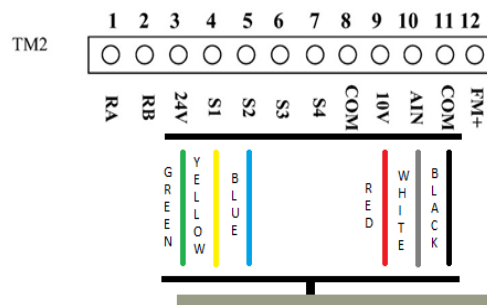 1 2 3 4 5 6 7 8 9 10 11 12
TM2
RA RB 24V S1 S2 S3 S4 COM 10V AIN COM FM+
GREEN YELLOW BLUE RED WHITE BLACK